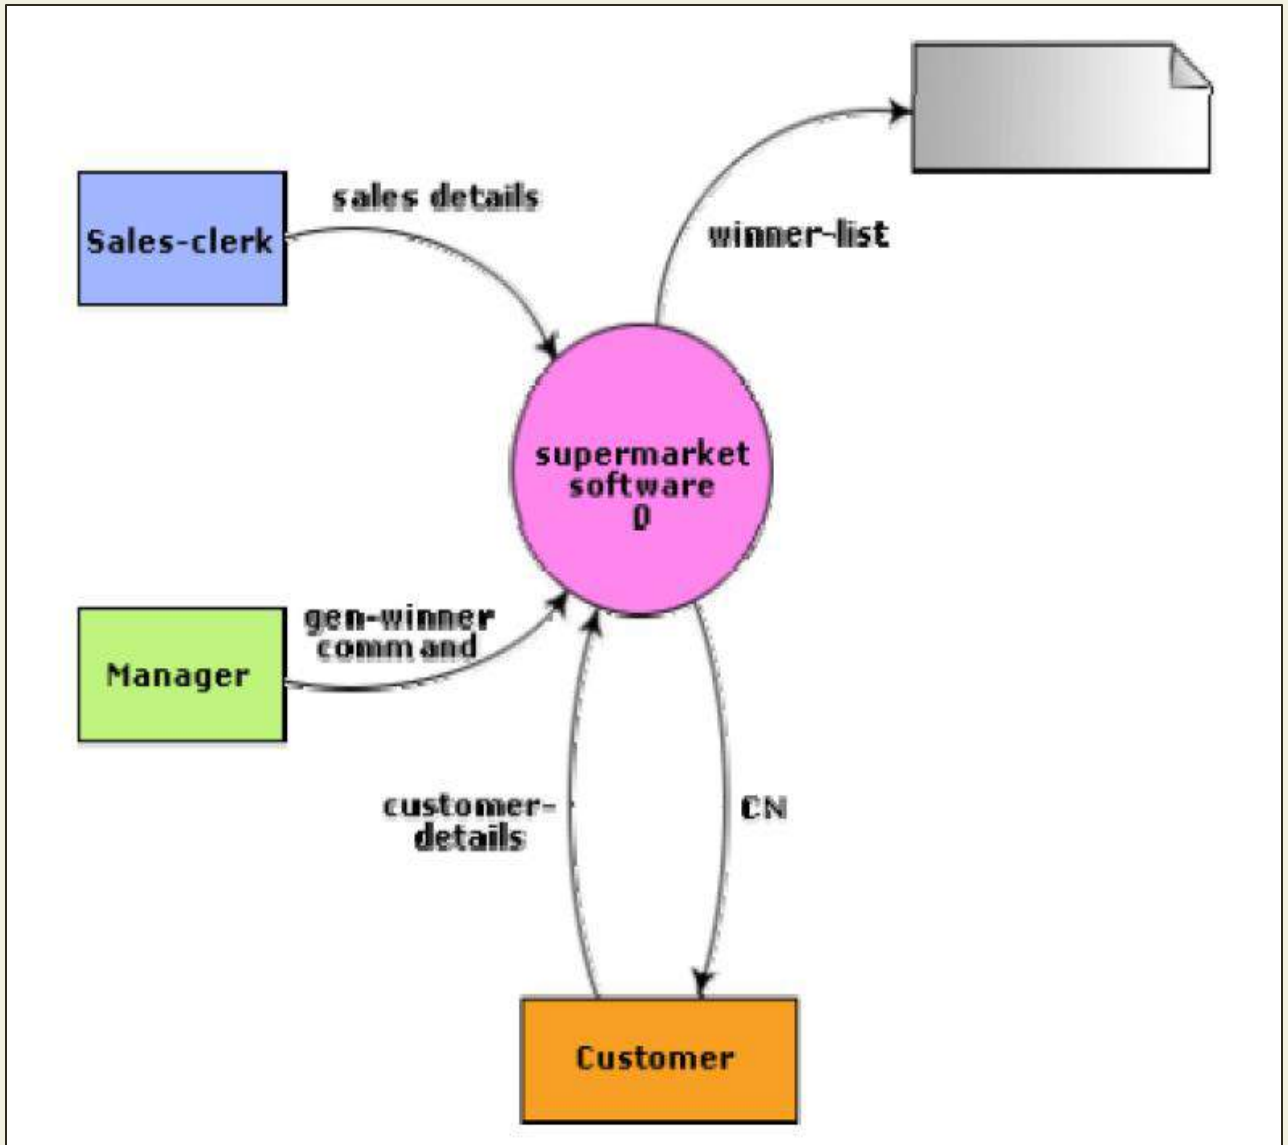 sales details
Sales-clerk
winner-list
supermarket
software
0
gen-winner
command
Manager
customer-
details
CN
Customer